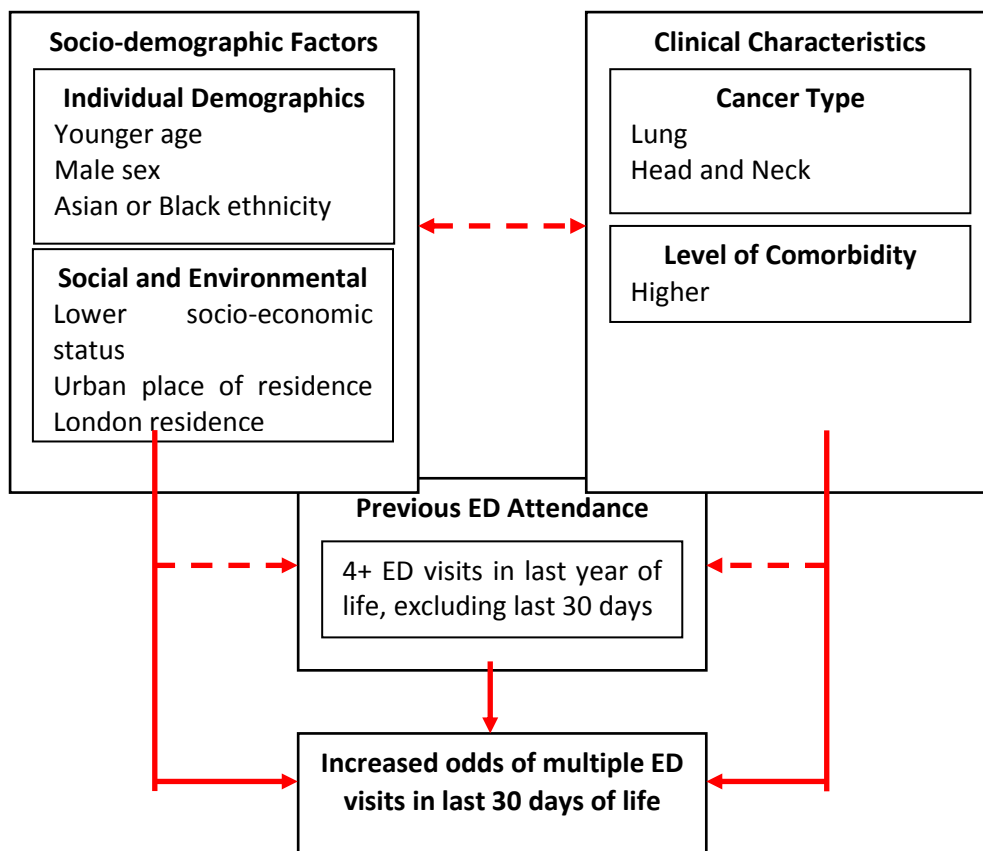 Socio-demographic Factors
Individual Demographics
Younger age
Male sex
Asian or Black ethnicity
Social and Environmental
Lower socio-economic
status
Urban place of residence
London residence
Clinical Characteristics
Cancer Type
Lung
Head and Neck
Level of Comorbidity
Higher
Previous ED Attendance
4+ ED visits in last year of
life, excluding last 30 days
Increased odds of multiple ED
visits in last 30 days of life